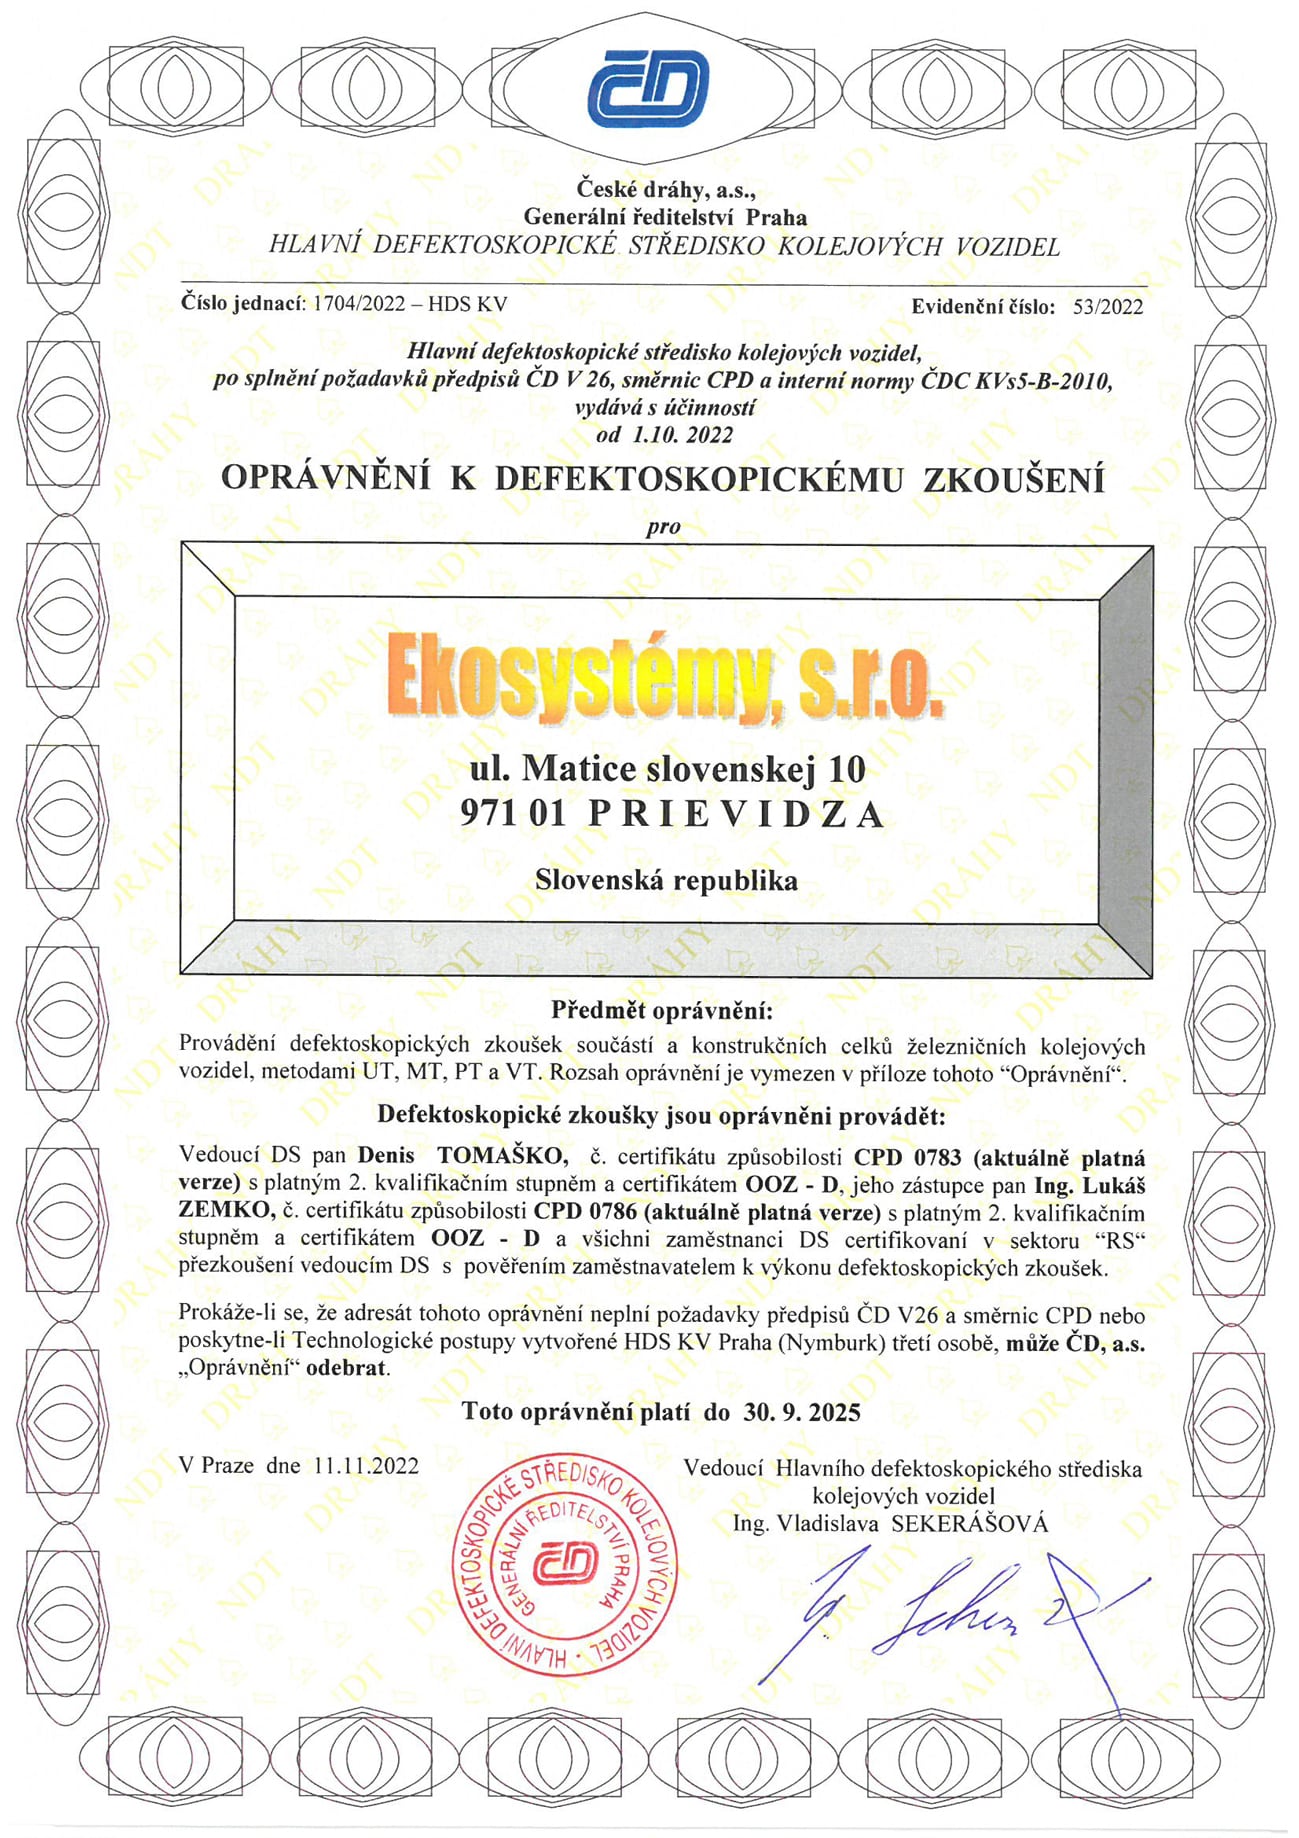 ČD
České dráhy, a.s.,
Generální ředitelství Praha
HLAVNÍ DEFEKTOSKOPICKÉ STŘEDISKO KOLEJOVÝCH VOZIDEL
Číslo jednací: 1704/2022 – HDS KV Evidenční číslo: 53/2022
Hlavní defektoskopické středisko kolejových vozidel,
po splnění požadavků předpisů ČD V 26, směrnic CPD a interní normy ČDC KVs5-B-2010,
vydává s účinností
od 1.10. 2022
OPRÁVNĚNÍ K DEFEKTOSKOPICKÉMU ZKOUŠENÍ
pro
Ekosystémy, s.r.o.
ul. Matice slovenskej 10
971 01 P R I E V I D Z A
Slovenská republika
Předmět oprávnění:
Provádění defektoskopických zkoušek součástí a konstrukčních celků železničních kolejových
vozidel, metodami UT, MT, PT a VT. Rozsah oprávnění je vymezen v příloze tohoto “Oprávnění“.
Defektoskopické zkoušky jsou oprávněni provádět:
Vedoucí DS pan Denis TOMAŠKO, č. certifikátu způsobilosti CPD 0783 (aktuálně platná
verze) s platným 2. kvalifikačním stupněm a certifikátem OOZ - D, jeho zástupce pan Ing. Lukáš
ZEMKO, č. certifikátu způsobilosti CPD 0786 (aktuálně platná verze) s platným 2. kvalifikačním
stupněm a certifikátem OOZ - D a všichni zaměstnanci DS certifikovaní v sektoru “RS“
přezkoušení vedoucím DS s pověřením zaměstnavatelem k výkonu defektoskopických zkoušek.
Prokáže-li se, že adresát tohoto oprávnění neplní požadavky předpisů ČD V26 a směrnic CPD nebo
poskytne-li Technologické postupy vytvořené HDS KV Praha (Nymburk) třetí osobě, může ČD, a.s.
„Oprávnění“ odebrat.
Toto oprávnění platí do 30. 9. 2025
V Praze dne 11.11.2022
Vedoucí Hlavního defektoskopického střediska
kolejových vozidel
Ing. Vladislava SEKERÁŠOVÁ
HLAVNÍ DEFEKTOSKOPICKÉ STŘEDISKO KOLEJOVÝCH VOZIDEL
GENERÁLNÍ ŘEDITELSTVÍ PRAHA
ČD